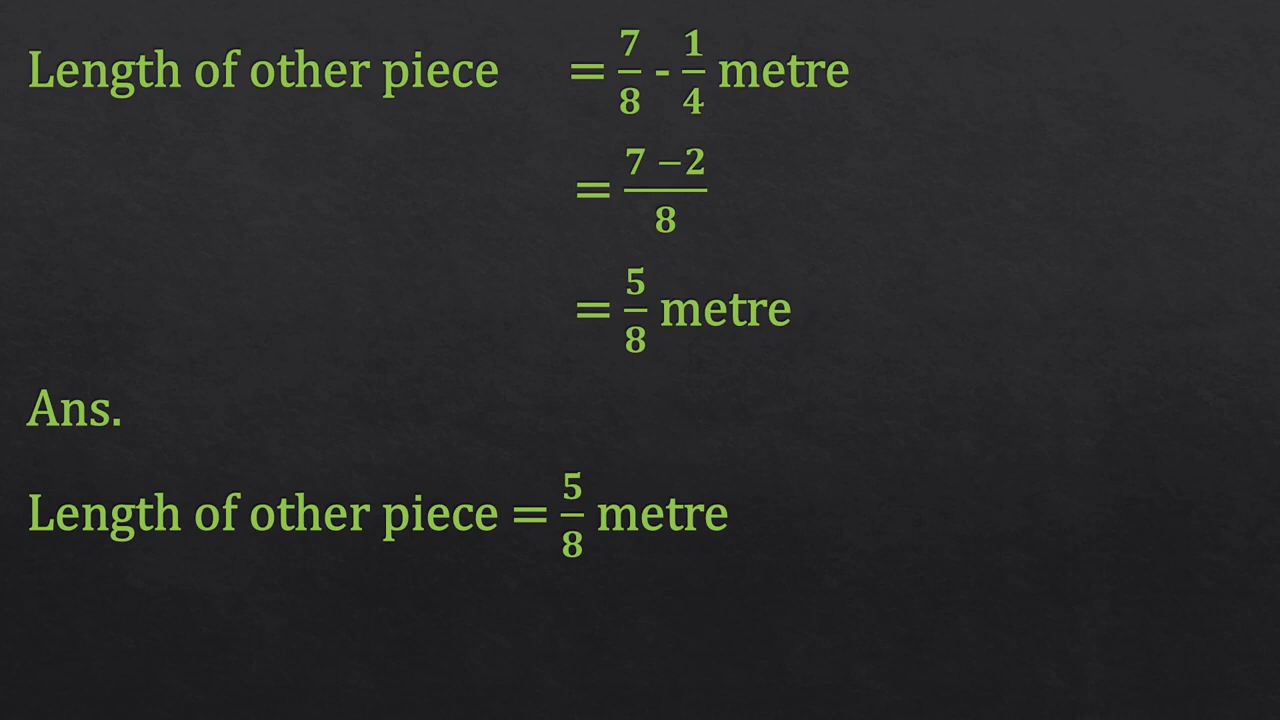 Length of other piece = 7/8 - 1/4 metre
= 7 −2/8
= 5/8 metre
Ans.
Length of other piece = 5/8 metre